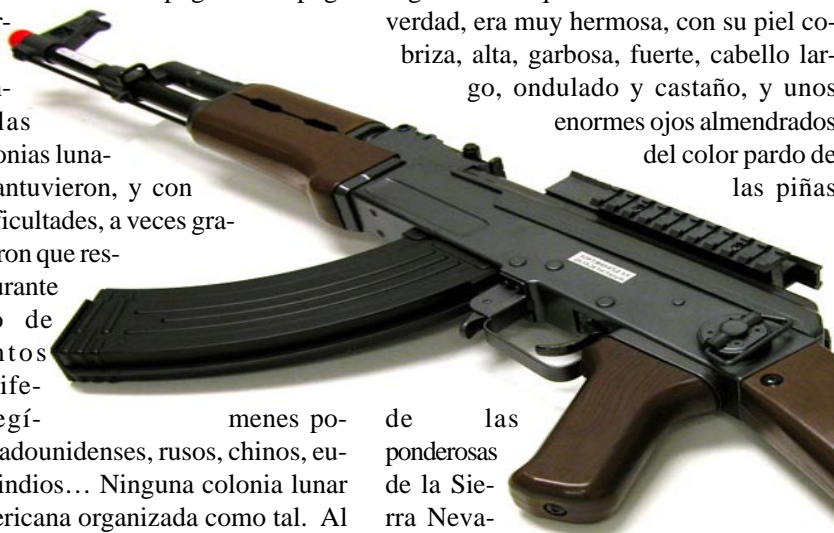 r-
n-
las
onias luna-
antuvieron, y con
ficultades, a veces gra-
ron que res-
urante
o de
ntos
ife-
egí- menes po-
adounidenses, rusos, chinos, eu-
indios… Ninguna colonia lunar
ericana organizada como tal. Al
verdad, era muy hermosa, con su piel co-
briza, alta, garbosa, fuerte, cabello lar-
go, ondulado y castaño, y unos
enormes ojos almendrados
del color pardo de
las piñas
de las
ponderosas
de la Sie-
rra Neva-